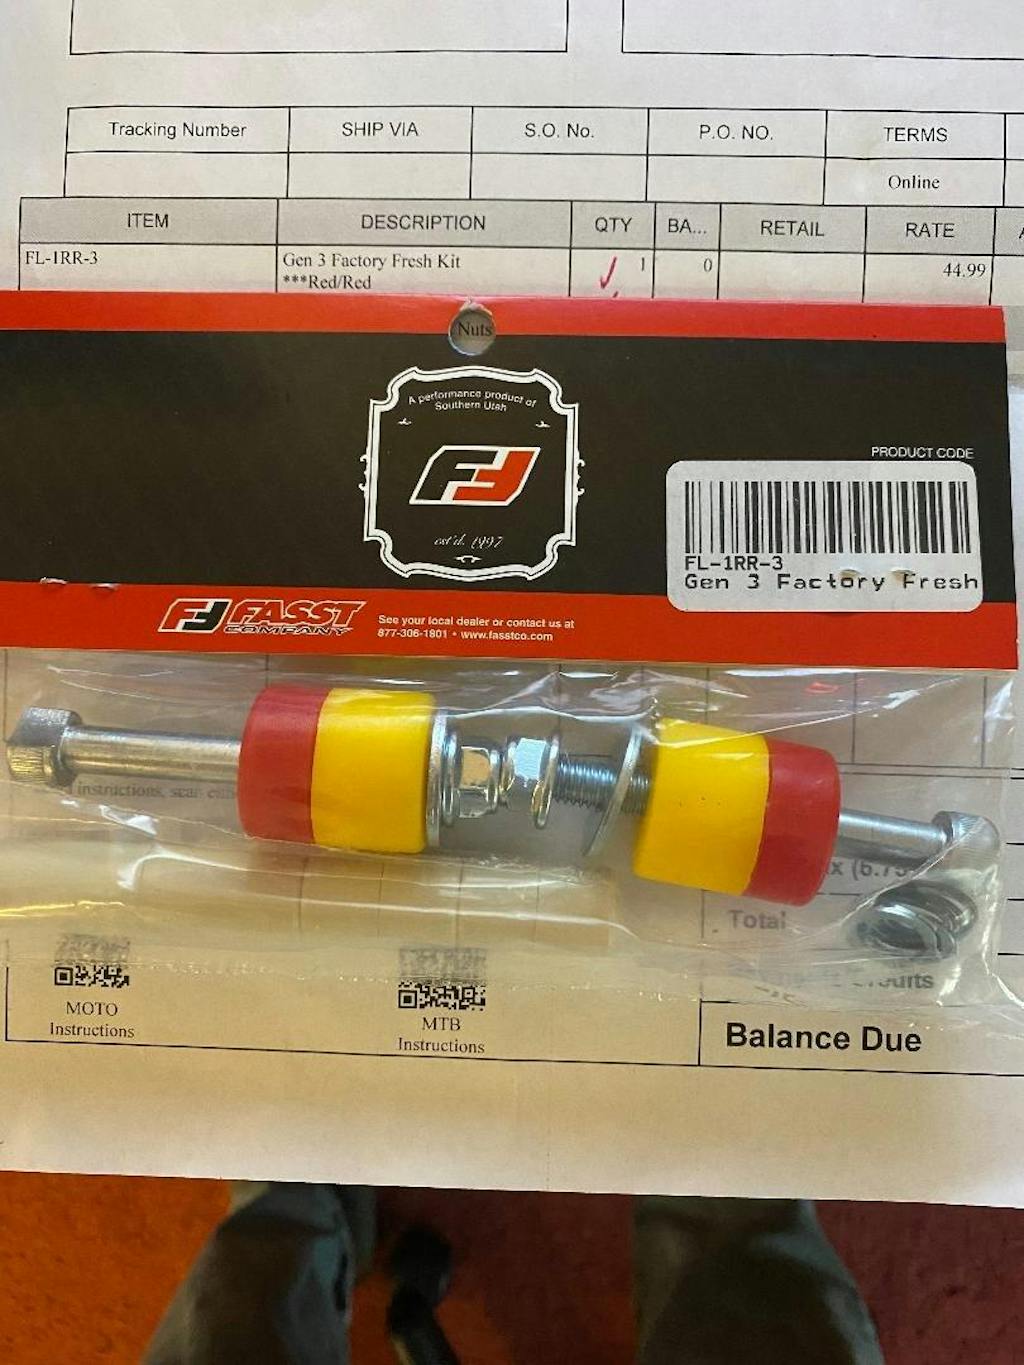 Tracking Number SHIP VIA S.O. No. P.O. NO. TERMS
Online
ITEM DESCRIPTION QTY BA... RETAIL RATE
FL-1RR-3 Gen 3 Factory Fresh Kit 1 0 44.99
***Red/Red
Nuts
A performance product of
Southern Utah
FF
est'd. 1997
PRODUCT CODE
FL-1RR-3
Gen 3 Factory Fresh
FF FASST
COMPANY
See your local dealer or contact us at
877-306-1801 • www.fasstco.com
instructions, scan
Total
MOTO
Instructions
MTB
Instructions
Balance Due